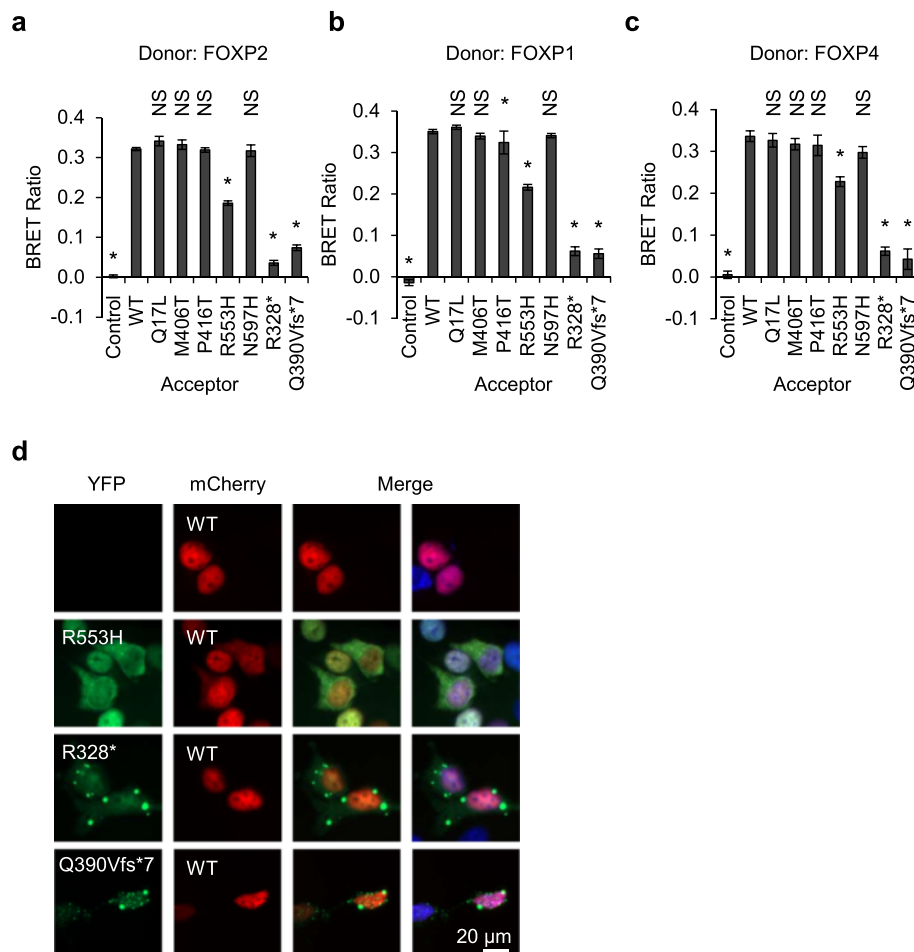 a
Donor: FOXP2
NS NS NS NS
* * * *
BRET Ratio
0.4
0.3
0.2
0.1
0.0
-0.1
Control
WT
Q17L
M406T
P416T
R553H
N597H
R328*
Q390Vfs*7
Acceptor
b
Donor: FOXP1
NS NS * NS
* * * *
BRET Ratio
0.4
0.3
0.2
0.1
0.0
-0.1
Control
WT
Q17L
M406T
P416T
R553H
N597H
R328*
Q390Vfs*7
Acceptor
c
Donor: FOXP4
NS NS NS NS
* * * *
BRET Ratio
0.4
0.3
0.2
0.1
0.0
-0.1
Control
WT
Q17L
M406T
P416T
R553H
N597H
R328*
Q390Vfs*7
Acceptor
d
YFP mCherry Merge
WT
R553H WT
R328* WT
Q390Vfs*7 WT
20 µm